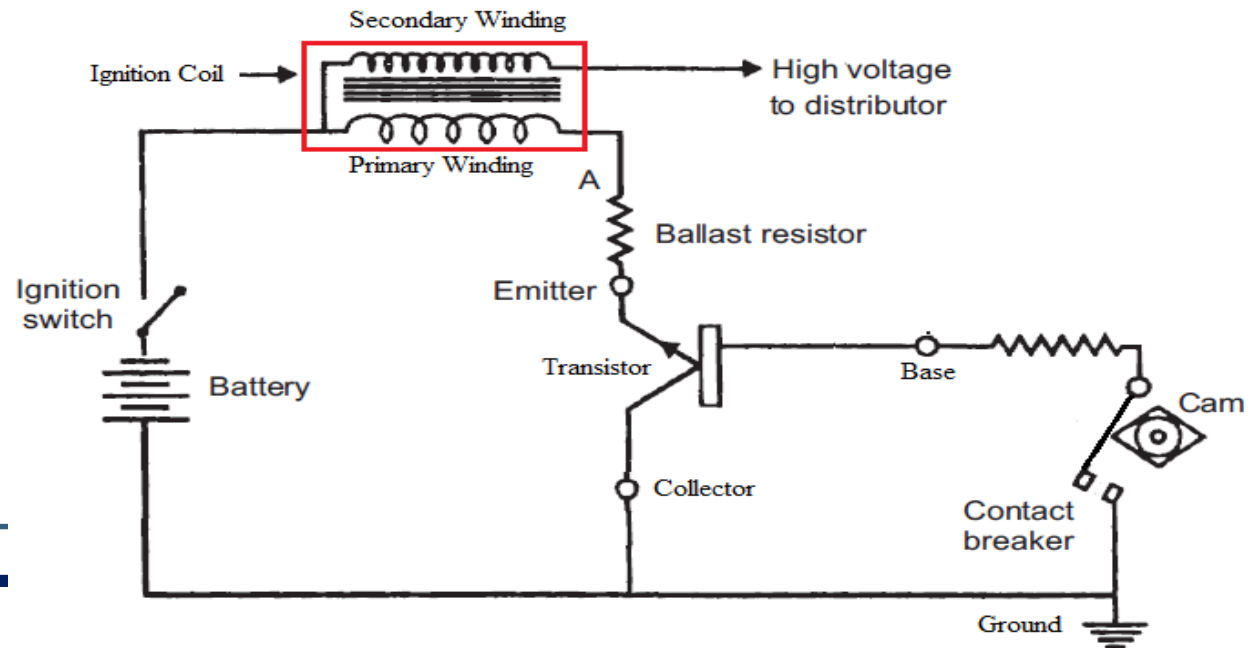 Secondary Winding
Ignition Coil
High voltage
to distributor
Primary Winding
A
Ballast resistor
Ignition
switch
Emitter
Transistor
Base
Battery
Cam
Collector
Contact
breaker
Ground